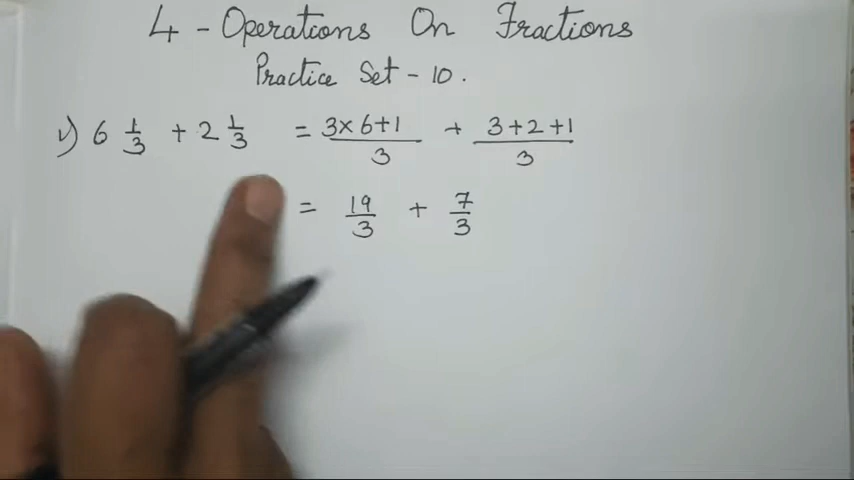 4 - Operations On Fractions
Practice Set - 10.
v) 6 1/3 + 2 1/3 = 3×6+1/3 + 3+2+1/3
= 19/3 + 7/3